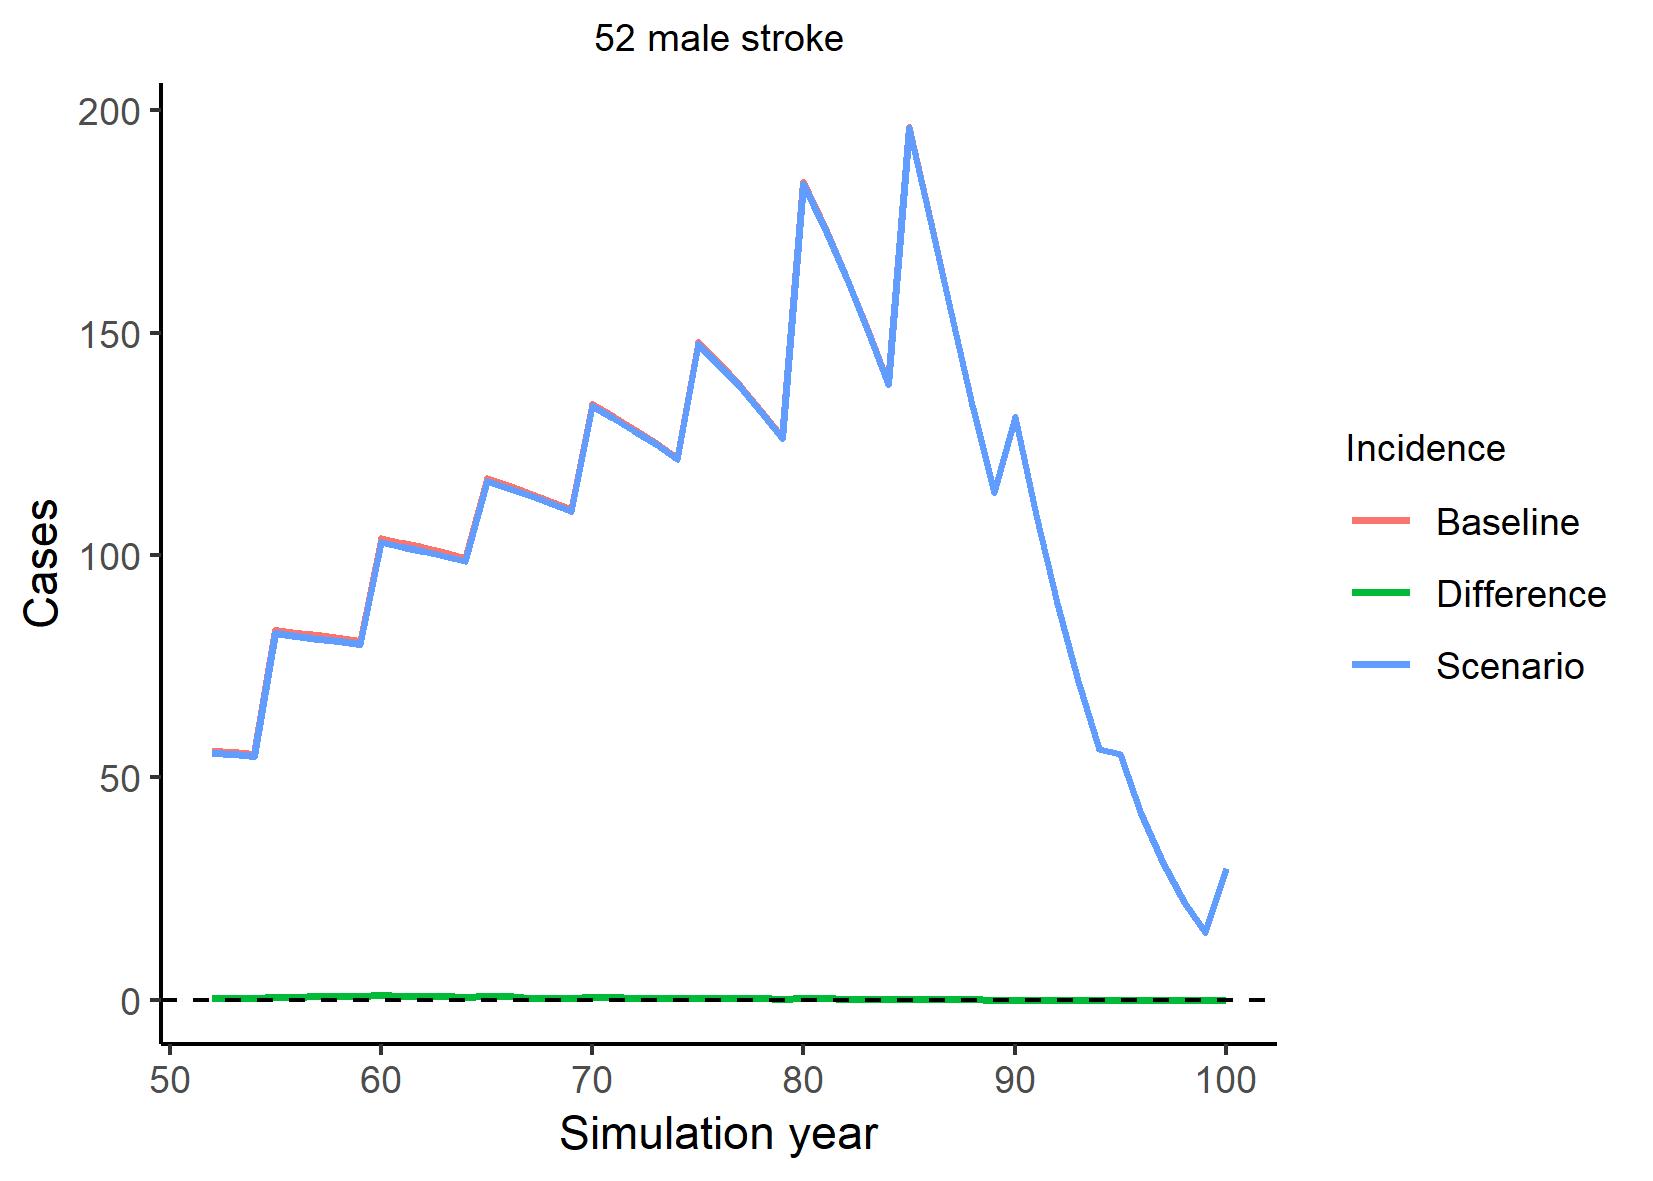 52 male stroke
200
150
100
50
0
Cases
50 60 70 80 90 100
Simulation year
Incidence
Baseline
Difference
Scenario